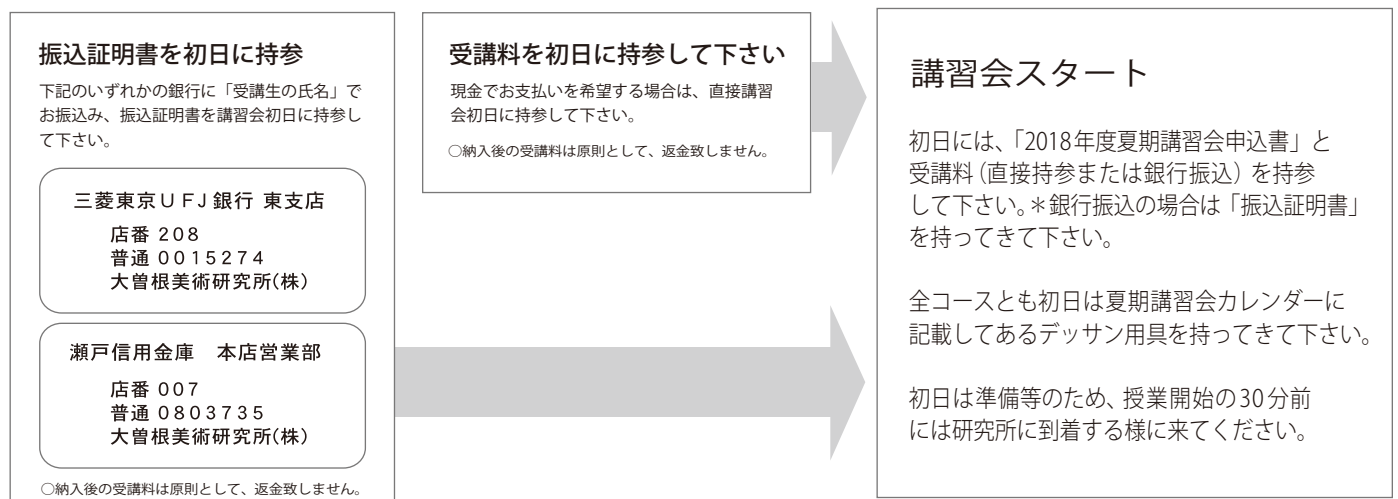 振込証明書を初日に持参
下記のいずれかの銀行に「受講生の氏名」で
お振込み、振込証明書を講習会初日に持参し
て下さい。
三菱東京UFJ銀行 東支店
店番 208
普通 0015274
大曽根美術研究所(株)
瀬戸信用金庫　本店営業部
店番 007
普通 0803735
大曽根美術研究所(株)
○納入後の受講料は原則として、返金致しません。
受講料を初日に持参して下さい
現金でお支払いを希望する場合は、直接講習
会初日に持参して下さい。
○納入後の受講料は原則として、返金致しません。
講習会スタート
初日には、「2018年度夏期講習会申込書」と
受講料（直接持参または銀行振込）を持参
して下さい。＊銀行振込の場合は「振込証明書」
を持ってきて下さい。
全コースとも初日は夏期講習会カレンダーに
記載してあるデッサン用具を持ってきて下さい。
初日は準備等のため、授業開始の30分前
には研究所に到着する様に来てください。